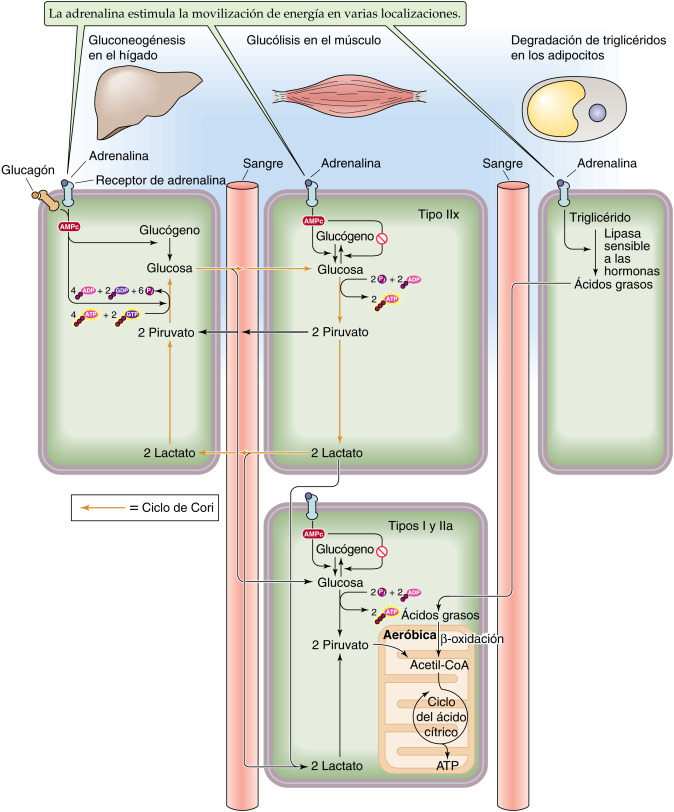 La adrenalina estimula la movilización de energía en varias localizaciones.
Gluconeogénesis
en el hígado
Glucólisis en el músculo
Degradación de triglicéridos
en los adipocitos
Glucagón
Adrenalina
Receptor de adrenalina
Sangre
Adrenalina
Sangre
Adrenalina
AMPc
Glucógeno
Glucosa
4 ADP + 2 GDP + 6 Pi
4 ATP + 2 GTP
2 Piruvato
2 Lactato
Tipo IIx
AMPc
Glucógeno
Glucosa
2 Pi + 2 ADP
2 ATP
2 Piruvato
2 Lactato
Triglicérido
Lipasa
sensible
a las
hormonas
Ácidos grasos
= Ciclo de Cori
Tipos I y IIa
AMPc
Glucógeno
Glucosa
2 Pi + 2 ADP
2 ATP
Ácidos grasos
Aeróbica
β-oxidación
2 Piruvato
Acetil-CoA
Ciclo
del ácido
cítrico
2 Lactato
ATP